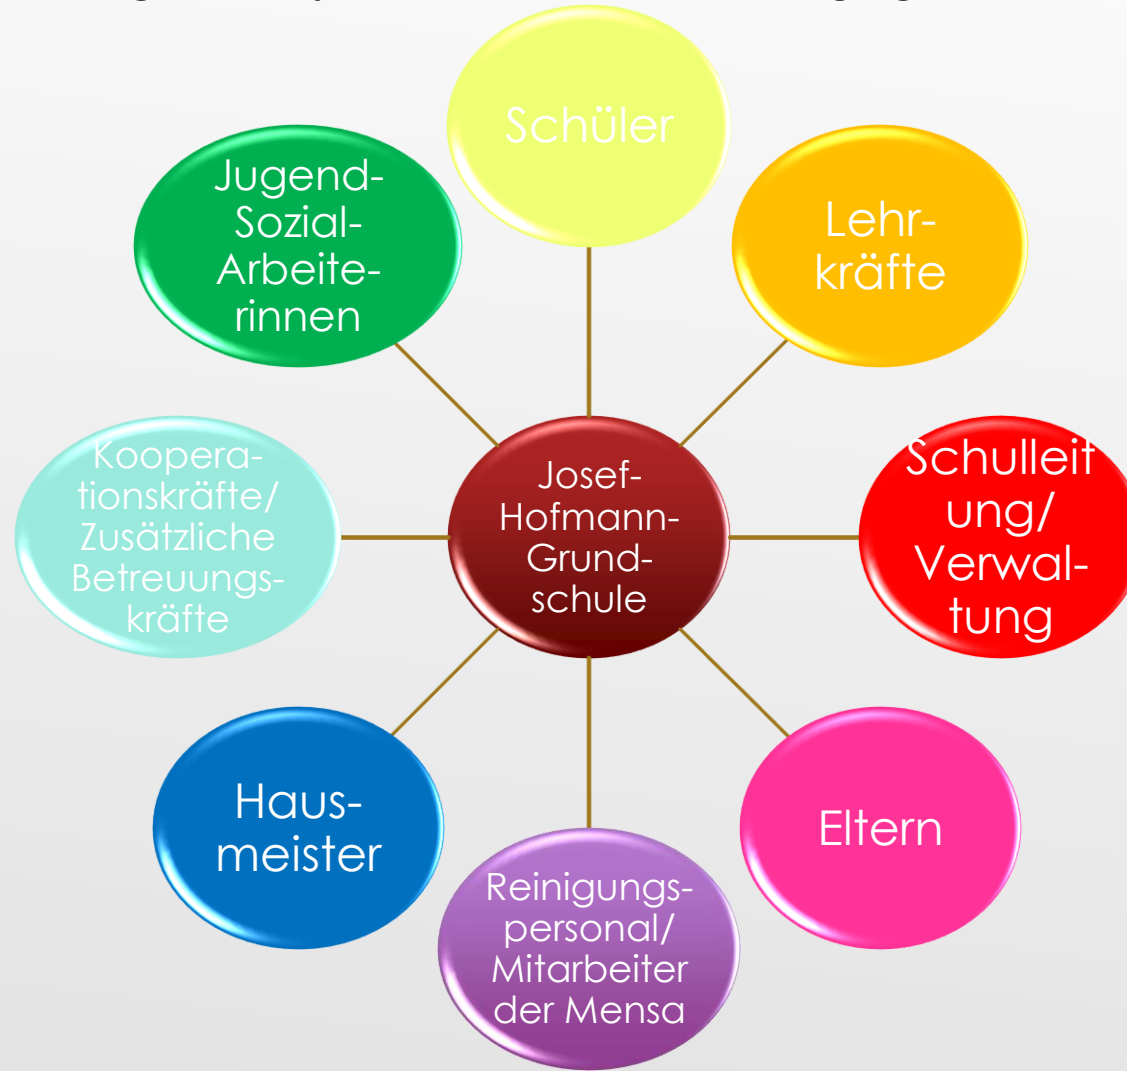 Schüler
Lehr-
kräfte
Schulleit
ung/
Verwal-
tung
Eltern
Reinigungs-
personal/
Mitarbeiter
der Mensa
Haus-
meister
Koopera-
tionskräfte/
Zusätzliche
Betreuungs-
kräfte
Jugend-
Sozial-
Arbeite-
rinnen
Josef-
Hofmann-
Grund-
schule